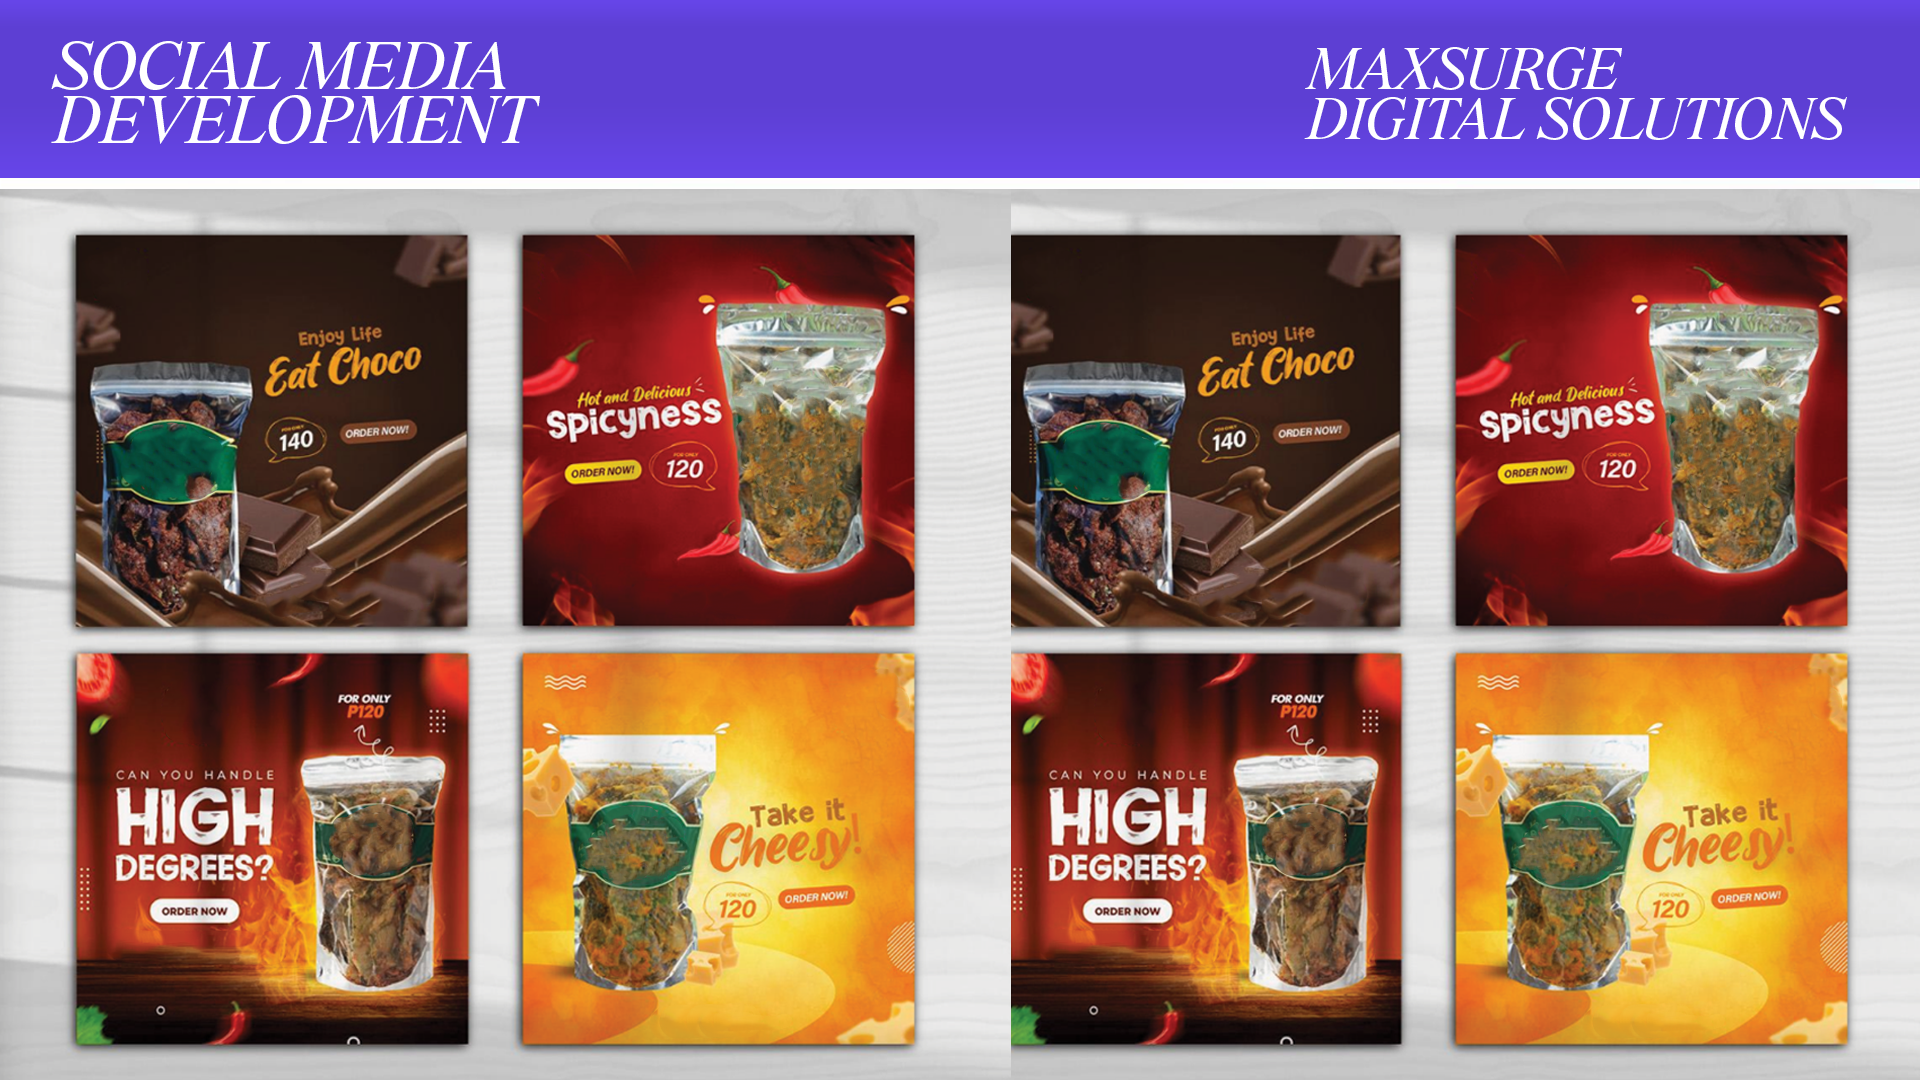 SOCIAL MEDIA
DEVELOPMENT
MAXSURGE
DIGITAL SOLUTIONS
Enjoy Life
Eat Choco
140
ORDER NOW!
Hot and Delicious
Spicyness
ORDER NOW!
FOR ONLY
120
Enjoy Life
Eat Choco
140
ORDER NOW!
Hot and Delicious
Spicyness
ORDER NOW!
FOR ONLY
120
FOR ONLY
P120
CAN YOU HANDLE
HIGH
DEGREES?
ORDER NOW
Take it
Cheesy!
FOR ONLY
120
ORDER NOW!
FOR ONLY
P120
CAN YOU HANDLE
HIGH
DEGREES?
ORDER NOW
Take it
Cheesy!
FOR ONLY
120
ORDER NOW!